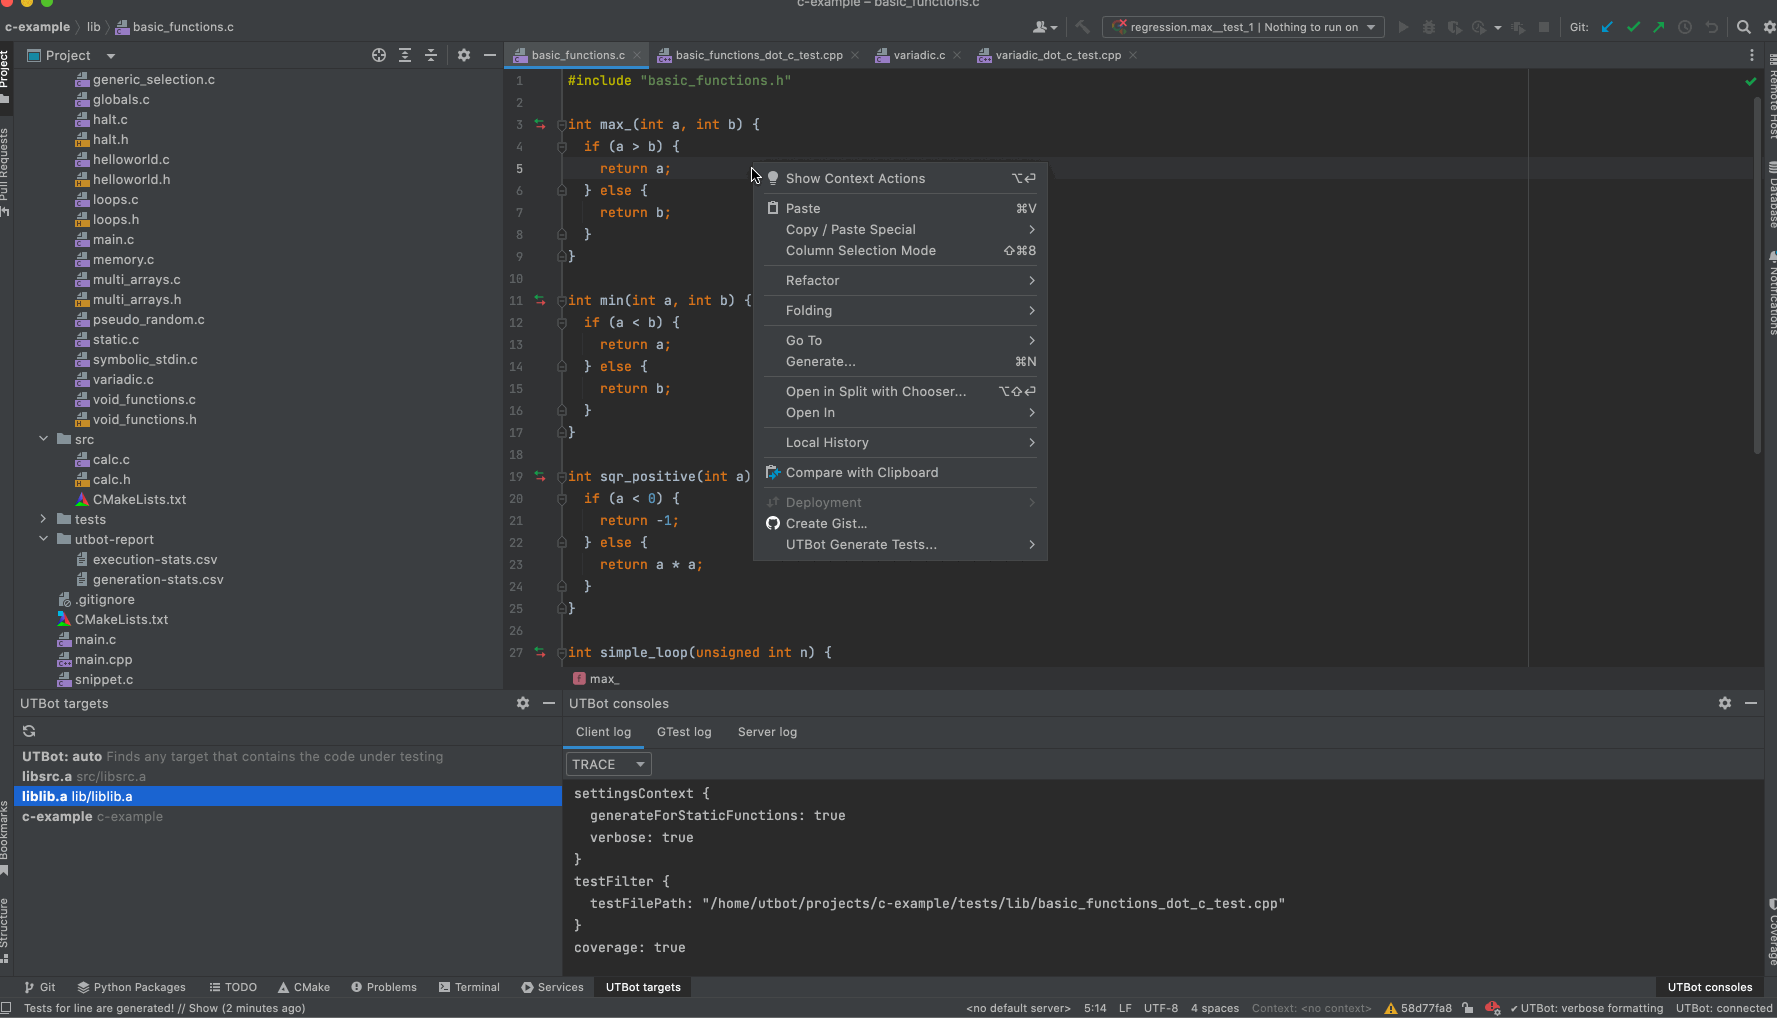 c-example – basic_functions.c
c-example lib basic_functions.c
regression.max__test_1 | Nothing to run on
Git:
Project
Project
basic_functions.c
basic_functions_dot_c_test.cpp
variadic.c
variadic_dot_c_test.cpp
Pull Requests
Bookmarks
Structure
Remote Host
Database
Notifications
Coverage
generic_selection.c
globals.c
halt.c
halt.h
helloworld.c
helloworld.h
loops.c
loops.h
main.c
memory.c
multi_arrays.c
multi_arrays.h
pseudo_random.c
static.c
symbolic_stdin.c
variadic.c
void_functions.c
void_functions.h
src
calc.c
calc.h
CMakeLists.txt
tests
utbot-report
execution-stats.csv
generation-stats.csv
.gitignore
CMakeLists.txt
main.c
main.cpp
snippet.c
1 #include "basic_functions.h"
2
3 int max_(int a, int b) {
4 if (a > b) {
5 return a;
6 } else {
7 return b;
8 }
9 }
10
11 int min(int a, int b) {
12 if (a < b) {
13 return a;
14 } else {
15 return b;
16 }
17 }
18
19 int sqr_positive(int a)
20 if (a < 0) {
21 return -1;
22 } else {
23 return a * a;
24 }
25 }
26
27 int simple_loop(unsigned int n) {
Show Context Actions ⌥⏎
Paste ⌘V
Copy / Paste Special
Column Selection Mode ⇧⌘8
Refactor
Folding
Go To
Generate... ⌘N
Open in Split with Chooser... ⌥⇧⏎
Open In
Local History
Compare with Clipboard
Deployment
Create Gist...
UTBot Generate Tests...
f max_
UTBot targets
UTBot: auto Finds any target that contains the code under testing
libsrc.a src/libsrc.a
liblib.a lib/liblib.a
c-example c-example
UTBot consoles
Client log GTest log Server log
TRACE
settingsContext {
generateForStaticFunctions: true
verbose: true
}
testFilter {
testFilePath: "/home/utbot/projects/c-example/tests/lib/basic_functions_dot_c_test.cpp"
}
coverage: true
Git Python Packages TODO CMake Problems Terminal Services UTBot targets UTBot consoles
Tests for line are generated! // Show (2 minutes ago) <no default server> 5:14 LF UTF-8 4 spaces Context: <no context> 58d77fa8 ✓ UTBot: verbose formatting UTBot: connected